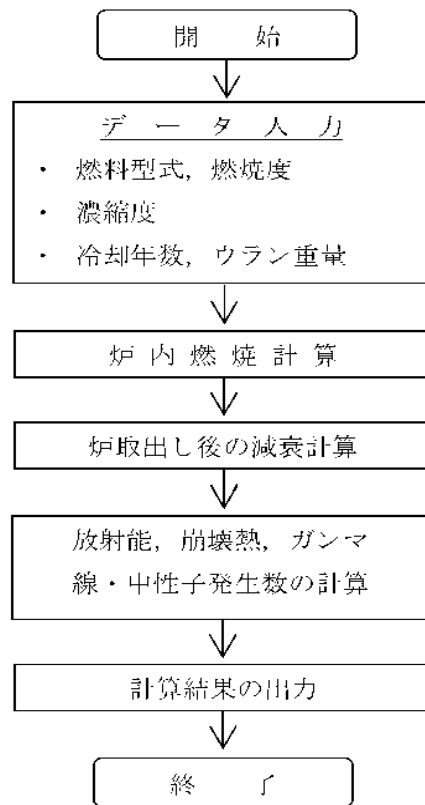 開始
データ入力
・ 燃料型式，燃焼度
・ 濃縮度
・ 冷却年数，ウラン重量
炉内燃焼計算
炉取出し後の減衰計算
放射能，崩壊熱，ガンマ
線・中性子発生数の計算
計算結果の出力
終了